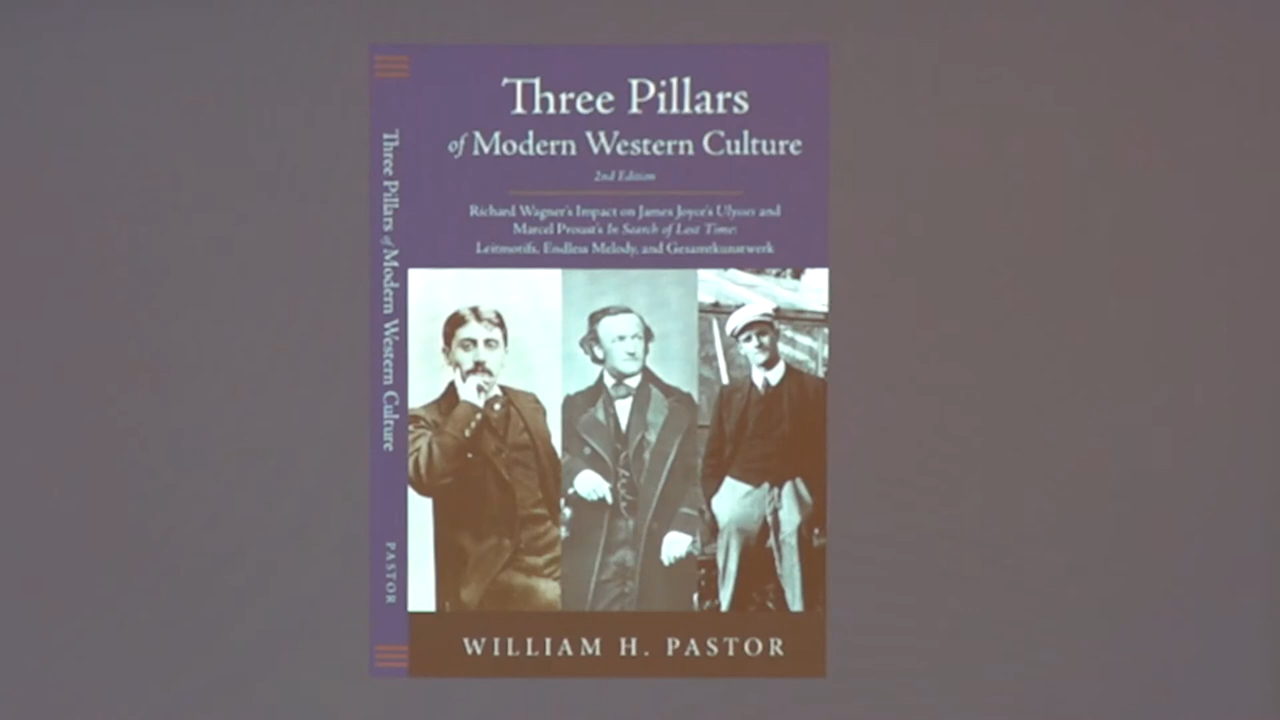 Three Pillars
of Modern Western Culture
2nd Edition
Richard Wagner's Impact on James Joyce's Ulysses and
Marcel Proust's In Search of Lost Time:
Leitmotifs, Endless Melody, and Gesamtkunstwerk
WILLIAM H. PASTOR
Three Pillars of Modern Western Culture
PASTOR